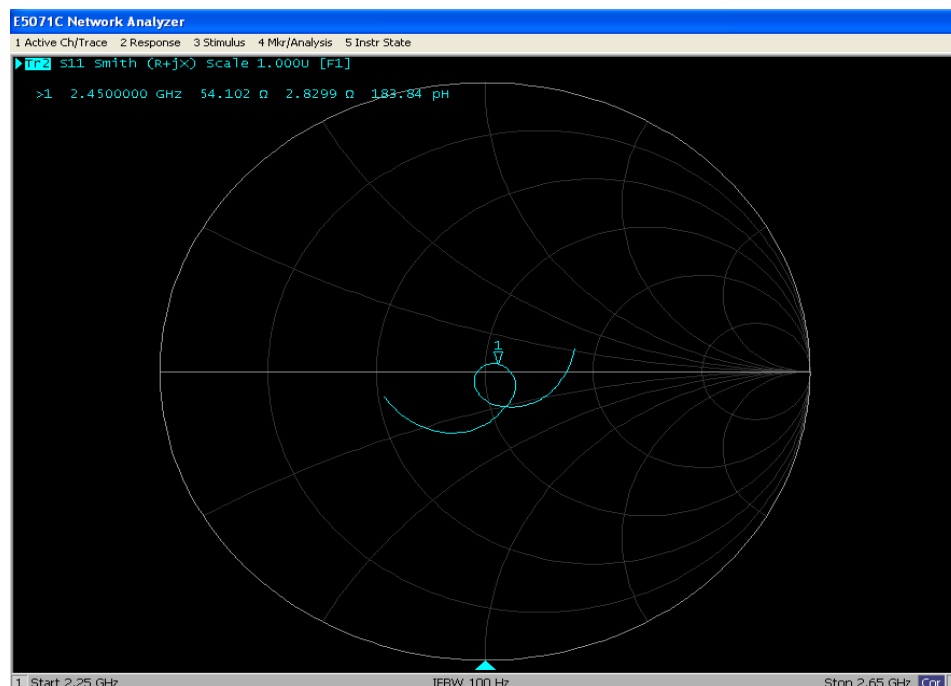 E5071C Network Analyzer
1 Active Ch/Trace 2 Response 3 Stimulus 4 Mkr/Analysis 5 Instr State
Tr2 S11 Smith (R+jX) Scale 1.000U [F1]
>1 2.4500000 GHz 54.102 Ω 2.8299 Ω 183.84 pH
1
1 Start 2.25 GHz IFBW 100 Hz Stop 2.65 GHz Cor